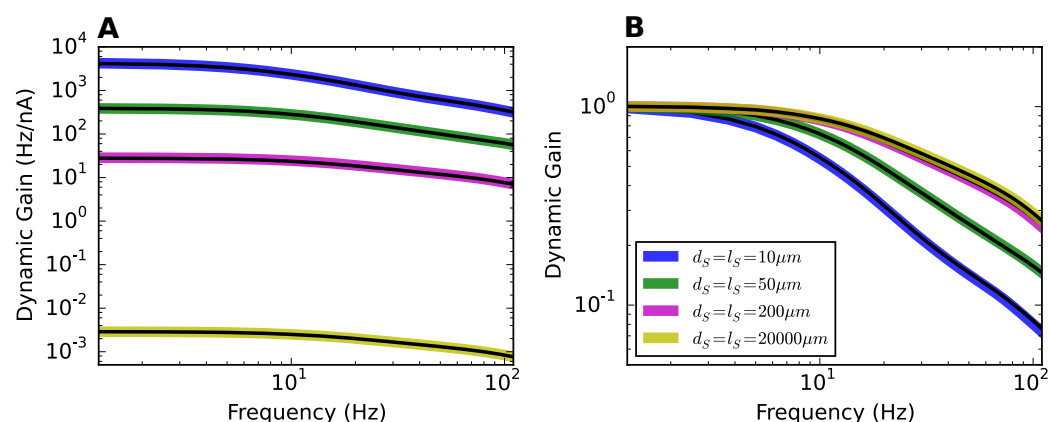 A
Dynamic Gain (Hz/nA)
10^4
10^3
10^2
10^1
10^0
10^-1
10^-2
10^-3
10^1
10^2
Frequency (Hz)
B
Dynamic Gain
10^0
10^-1
d_S=l_S=10μm
d_S=l_S=50μm
d_S=l_S=200μm
d_S=l_S=20000μm
10^1
10^2
Frequency (Hz)